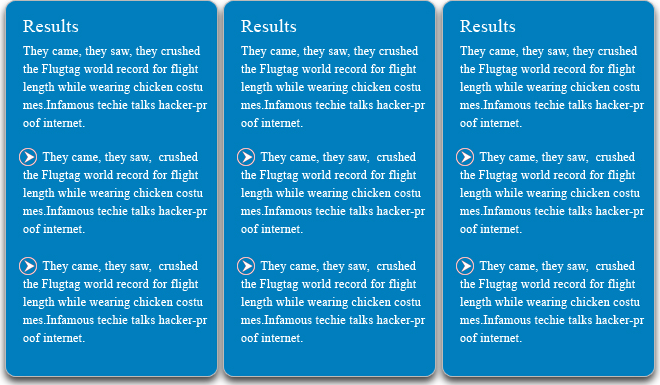 Results
They came, they saw, they crushed
the Flugtag world record for flight
length while wearing chicken costu
mes.Infamous techie talks hacker-pr
oof internet.
They came, they saw,  crushed
the Flugtag world record for flight
length while wearing chicken costu
mes.Infamous techie talks hacker-pr
oof internet.
They came, they saw,  crushed
the Flugtag world record for flight
length while wearing chicken costu
mes.Infamous techie talks hacker-pr
oof internet.
Results
They came, they saw, they crushed
the Flugtag world record for flight
length while wearing chicken costu
mes.Infamous techie talks hacker-pr
oof internet.
They came, they saw,  crushed
the Flugtag world record for flight
length while wearing chicken costu
mes.Infamous techie talks hacker-pr
oof internet.
They came, they saw,  crushed
the Flugtag world record for flight
length while wearing chicken costu
mes.Infamous techie talks hacker-pr
oof internet.
Results
They came, they saw, they crushed
the Flugtag world record for flight
length while wearing chicken costu
mes.Infamous techie talks hacker-pr
oof internet.
They came, they saw,  crushed
the Flugtag world record for flight
length while wearing chicken costu
mes.Infamous techie talks hacker-pr
oof internet.
They came, they saw,  crushed
the Flugtag world record for flight
length while wearing chicken costu
mes.Infamous techie talks hacker-pr
oof internet.